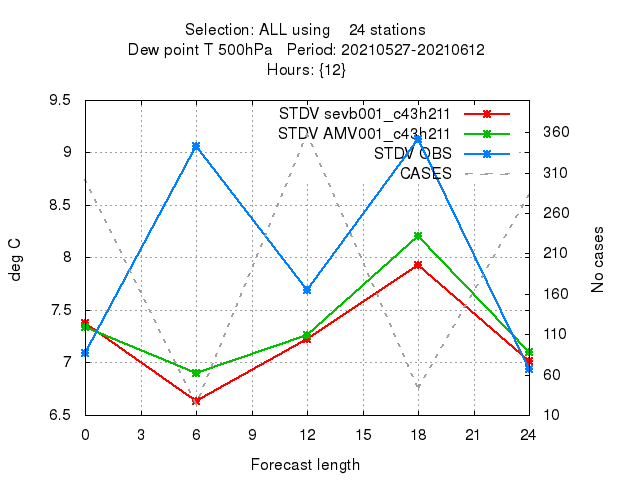 Selection: ALL using    24 stations
Dew point T 500hPa   Period: 20210527-20210612
Hours: {12}
STDV sevb001_c43h211
STDV AMV001_c43h211
STDV OBS
CASES
9.5
9
8.5
8
7.5
7
6.5
deg C
360
310
260
210
160
110
60
10
No cases
0 3 6 9 12 15 18 21 24
Forecast length